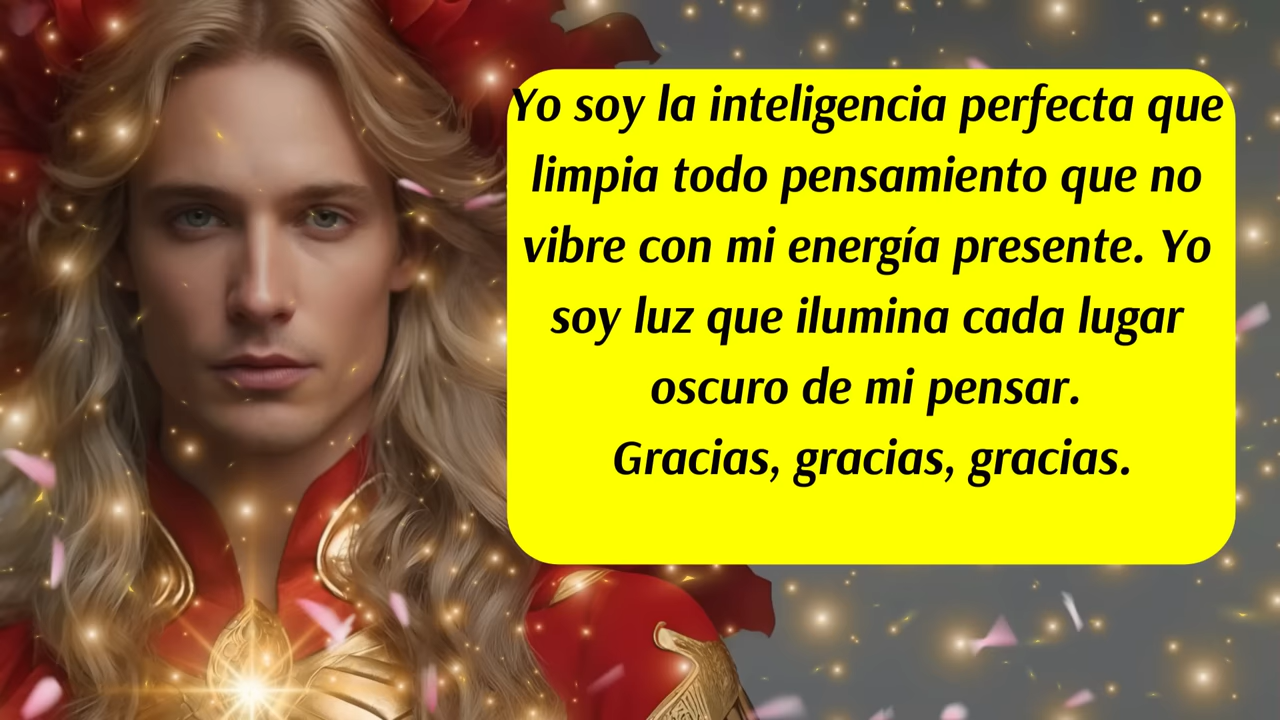 Yo soy la inteligencia perfecta que
limpia todo pensamiento que no
vibre con mi energía presente. Yo
soy luz que ilumina cada lugar
oscuro de mi pensar.
Gracias, gracias, gracias.